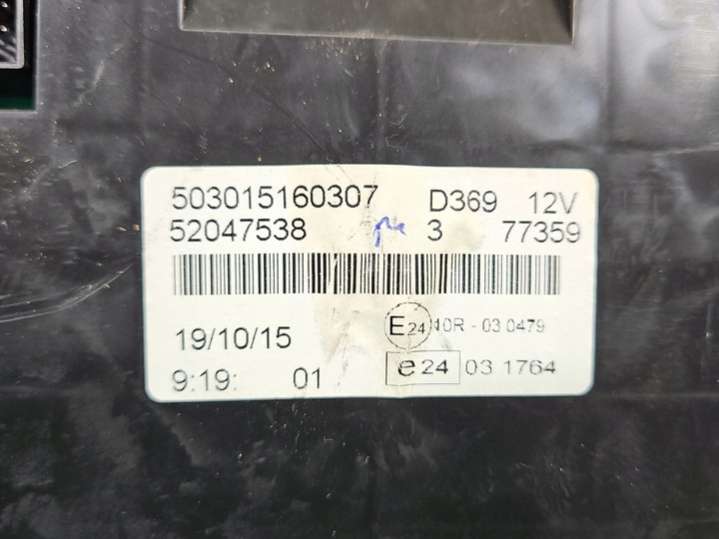 503015160307 D369 12V
52047538 3 77359
19/10/15 E24 10R - 03 0479
9:19: 01 e24 03 1764